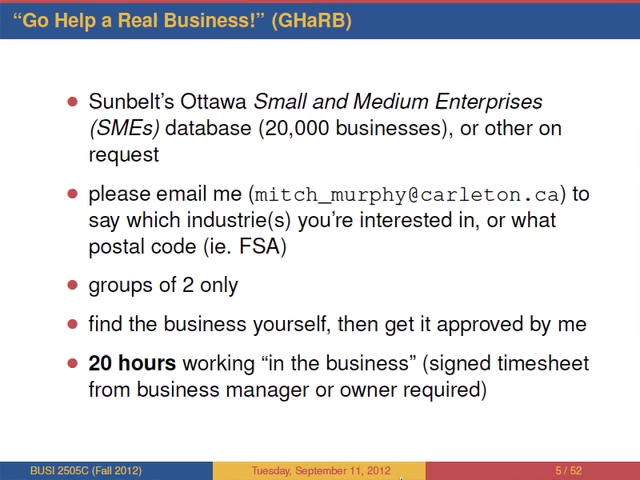 “Go Help a Real Business!” (GHaRB)
• Sunbelt’s Ottawa Small and Medium Enterprises
(SMEs) database (20,000 businesses), or other on
request
• please email me (mitch_murphy@carleton.ca) to
say which industrie(s) you’re interested in, or what
postal code (ie. FSA)
• groups of 2 only
• find the business yourself, then get it approved by me
• 20 hours working “in the business” (signed timesheet
from business manager or owner required)
BUSI 2505C (Fall 2012) Tuesday, September 11, 2012 5 / 52